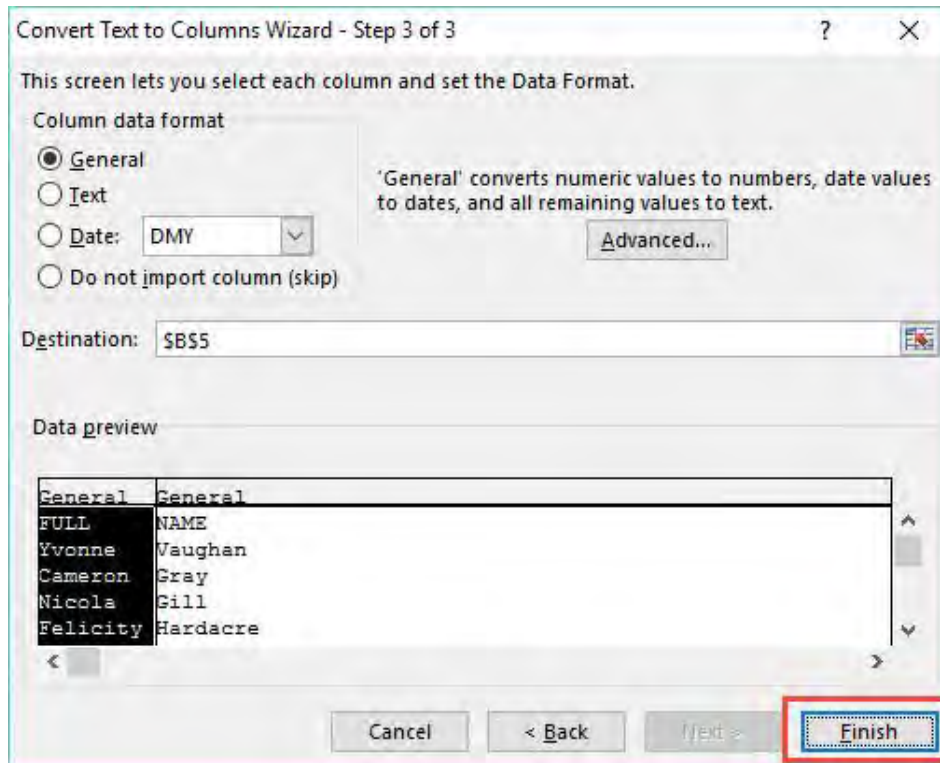 Convert Text to Columns Wizard - Step 3 of 3 ?
This screen lets you select each column and set the Data Format.
Column data format
General
Text
Date: DMY
Do not import column (skip)
'General' converts numeric values to numbers, date values
to dates, and all remaining values to text.
Advanced...
Destination: $B$5
Data preview
General General
FULL NAME
Yvonne Vaughan
Cameron Gray
Nicola Gill
Felicity Hardacre
Cancel < Back Next > Finish